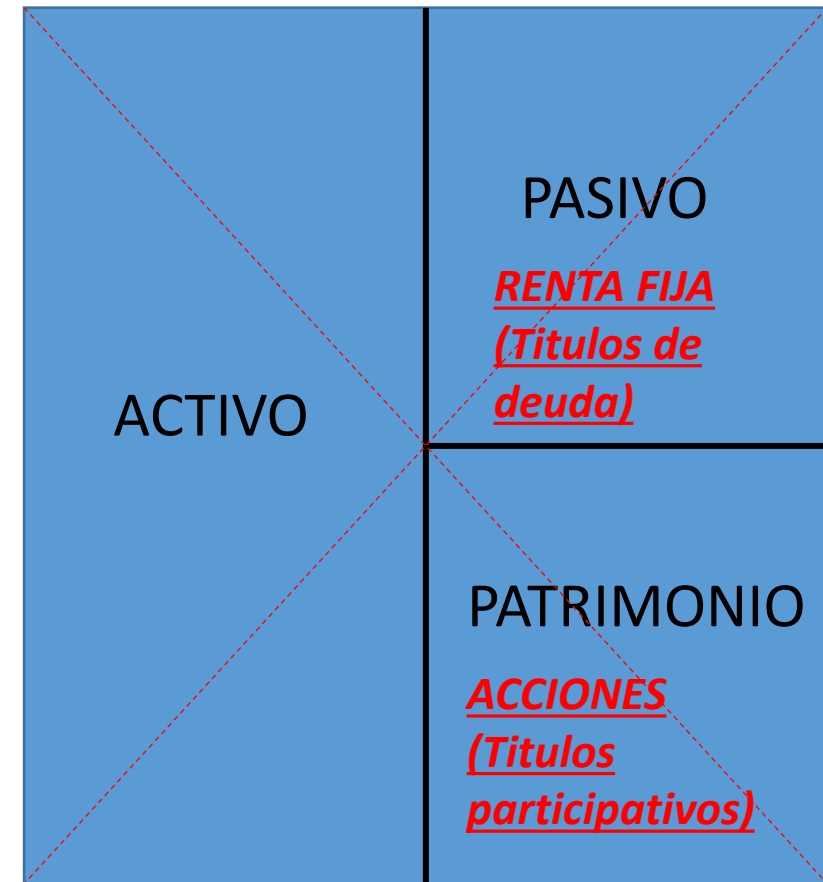 ACTIVO
PASIVO
RENTA FIJA
(Titulos de
deuda)
PATRIMONIO
ACCIONES
(Titulos
participativos)